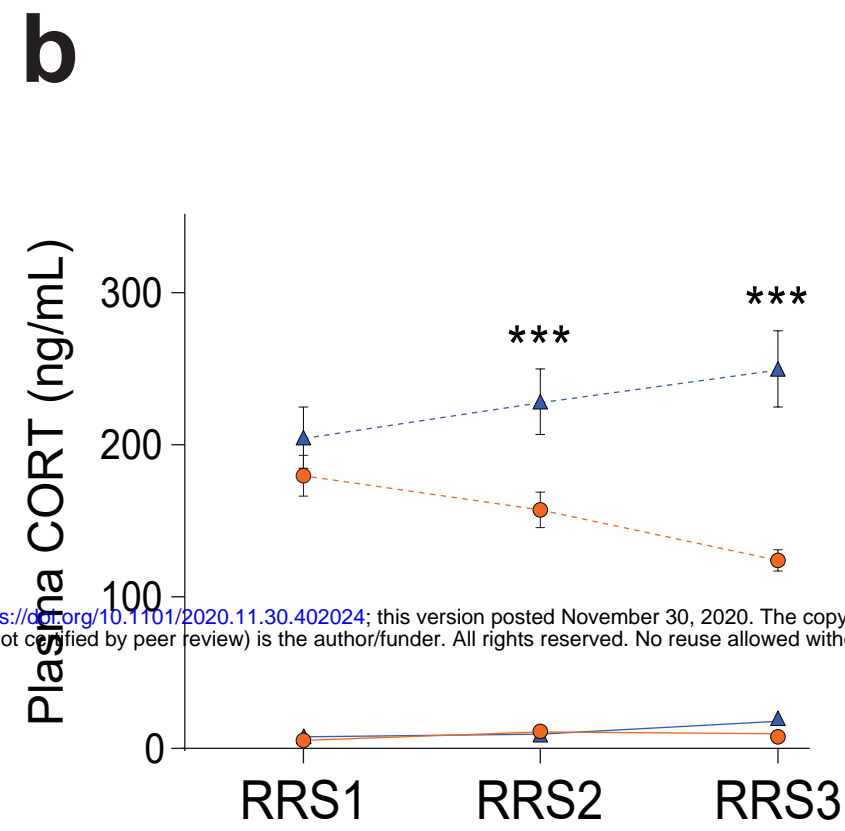 b
Plasma CORT (ng/mL)
300
200
100
0
***
***
s://doi.org/10.1101/2020.11.30.402024; this version posted November 30, 2020. The copy
ot certified by peer review) is the author/funder. All rights reserved. No reuse allowed with
RRS1 RRS2 RRS3